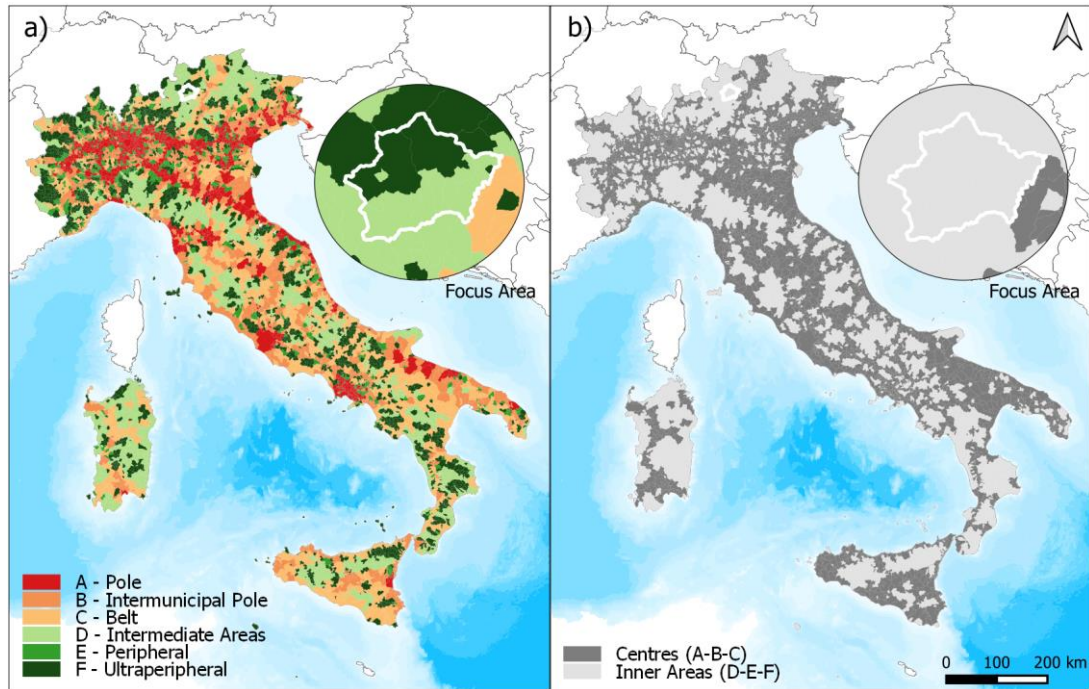 a)
Focus Area
A - Pole
B - Intermunicipal Pole
C - Belt
D - Intermediate Areas
E - Peripheral
F - Ultraperipheral
b)
Focus Area
Centres (A-B-C)
Inner Areas (D-E-F)
0 100 200 km